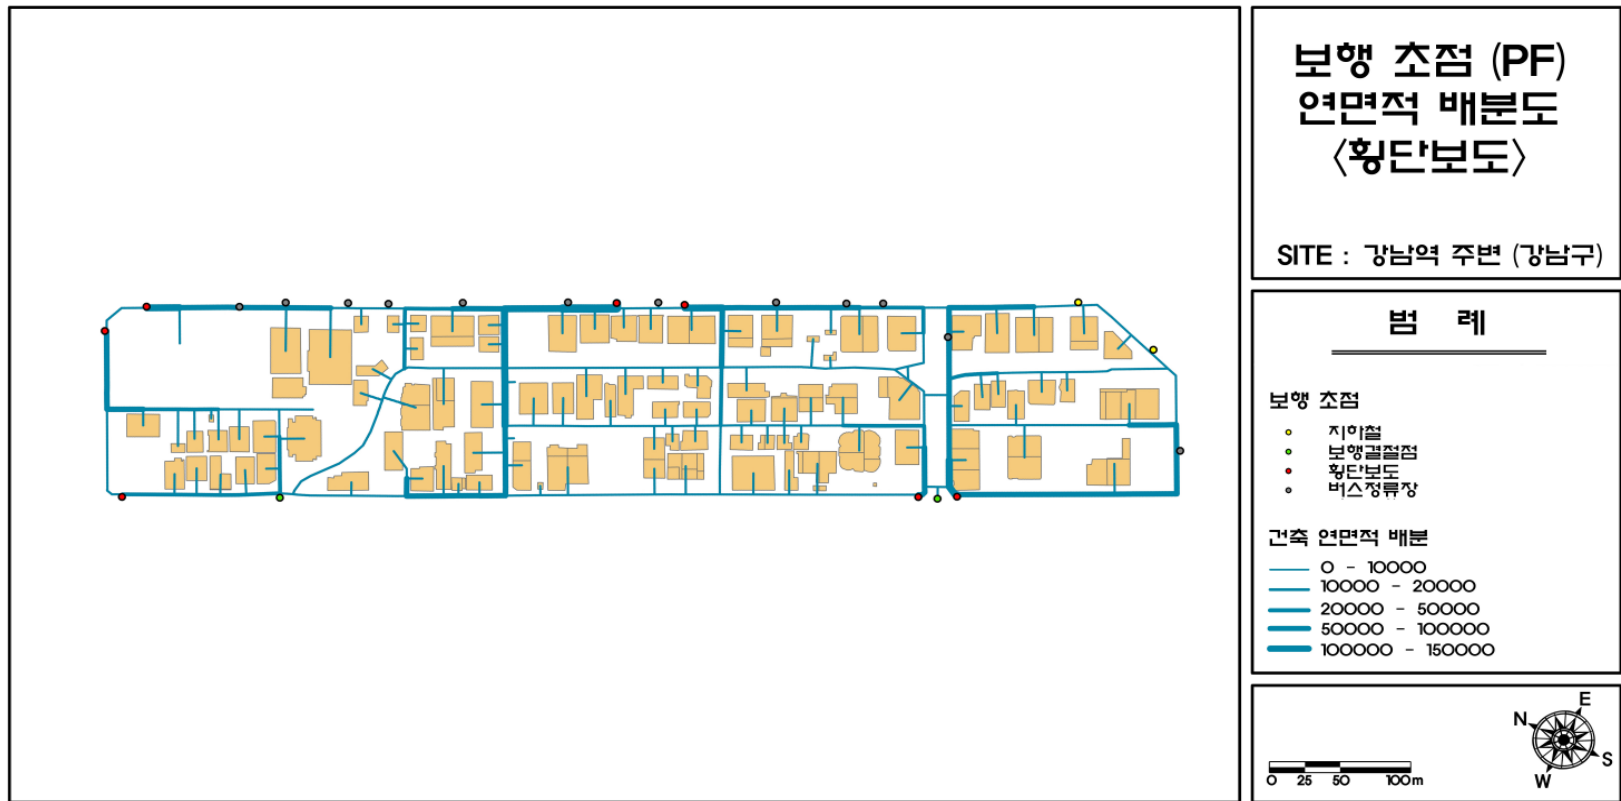 보행 초점 (PF)
연면적 배분도
〈횡단보도〉
SITE : 강남역 주변 (강남구)
범 례
보행 초점
지하철
보행결절점
횡단보도
버스정류장
건축 연면적 배분
0 - 10000
10000 - 20000
20000 - 50000
50000 - 100000
100000 - 150000
E
N
S
W
0 25 50 100m